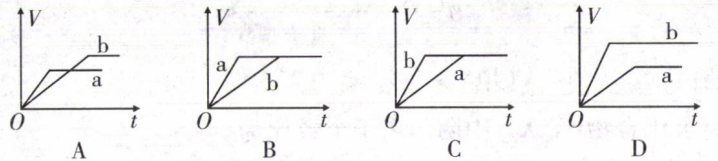 V b a O t A
V a b O t B
V b a O t C
V b a O t D